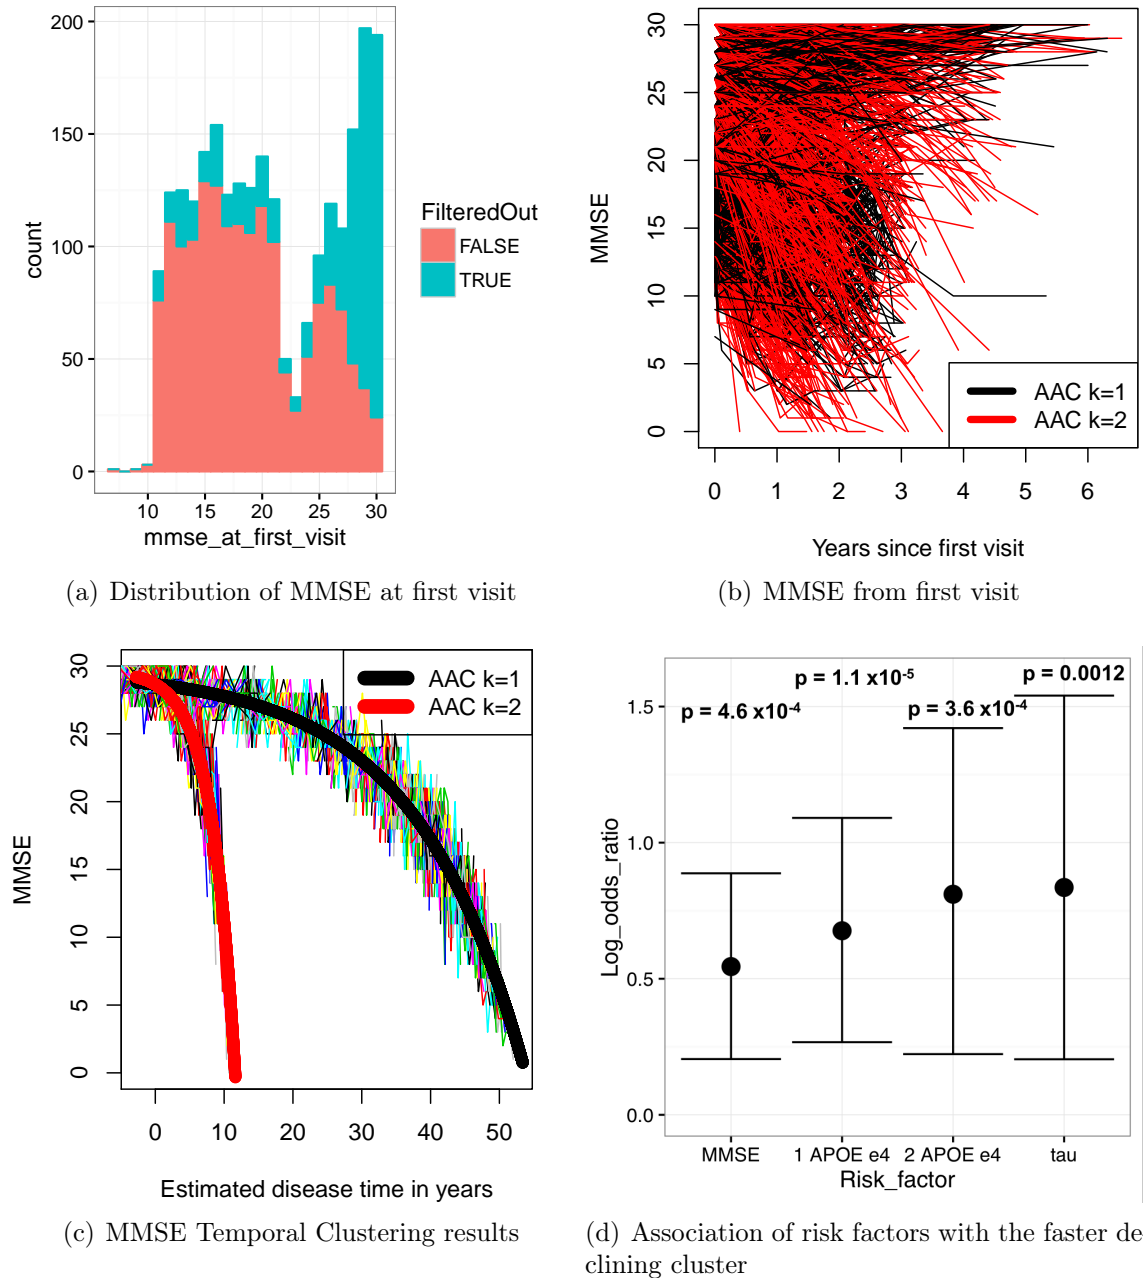 200
150
100
50
0
count
10 15 20 25 30
mmse_at_first_visit
FilteredOut
FALSE
TRUE
(a) Distribution of MMSE at first visit
30
25
20
15
10
5
0
MMSE
0 1 2 3 4 5 6
Years since first visit
AAC k=1
AAC k=2
(b) MMSE from first visit
30
25
20
15
10
5
0
MMSE
0 10 20 30 40 50
Estimated disease time in years
AAC k=1
AAC k=2
(c) MMSE Temporal Clustering results
p = 4.6 x10-4
p = 1.1 x10-5
p = 3.6 x10-4
p = 0.0012
1.5
1.0
0.5
0.0
Log_odds_ratio
MMSE 1 APOE e4 2 APOE e4 tau
Risk_factor
(d) Association of risk factors with the faster de
clining cluster